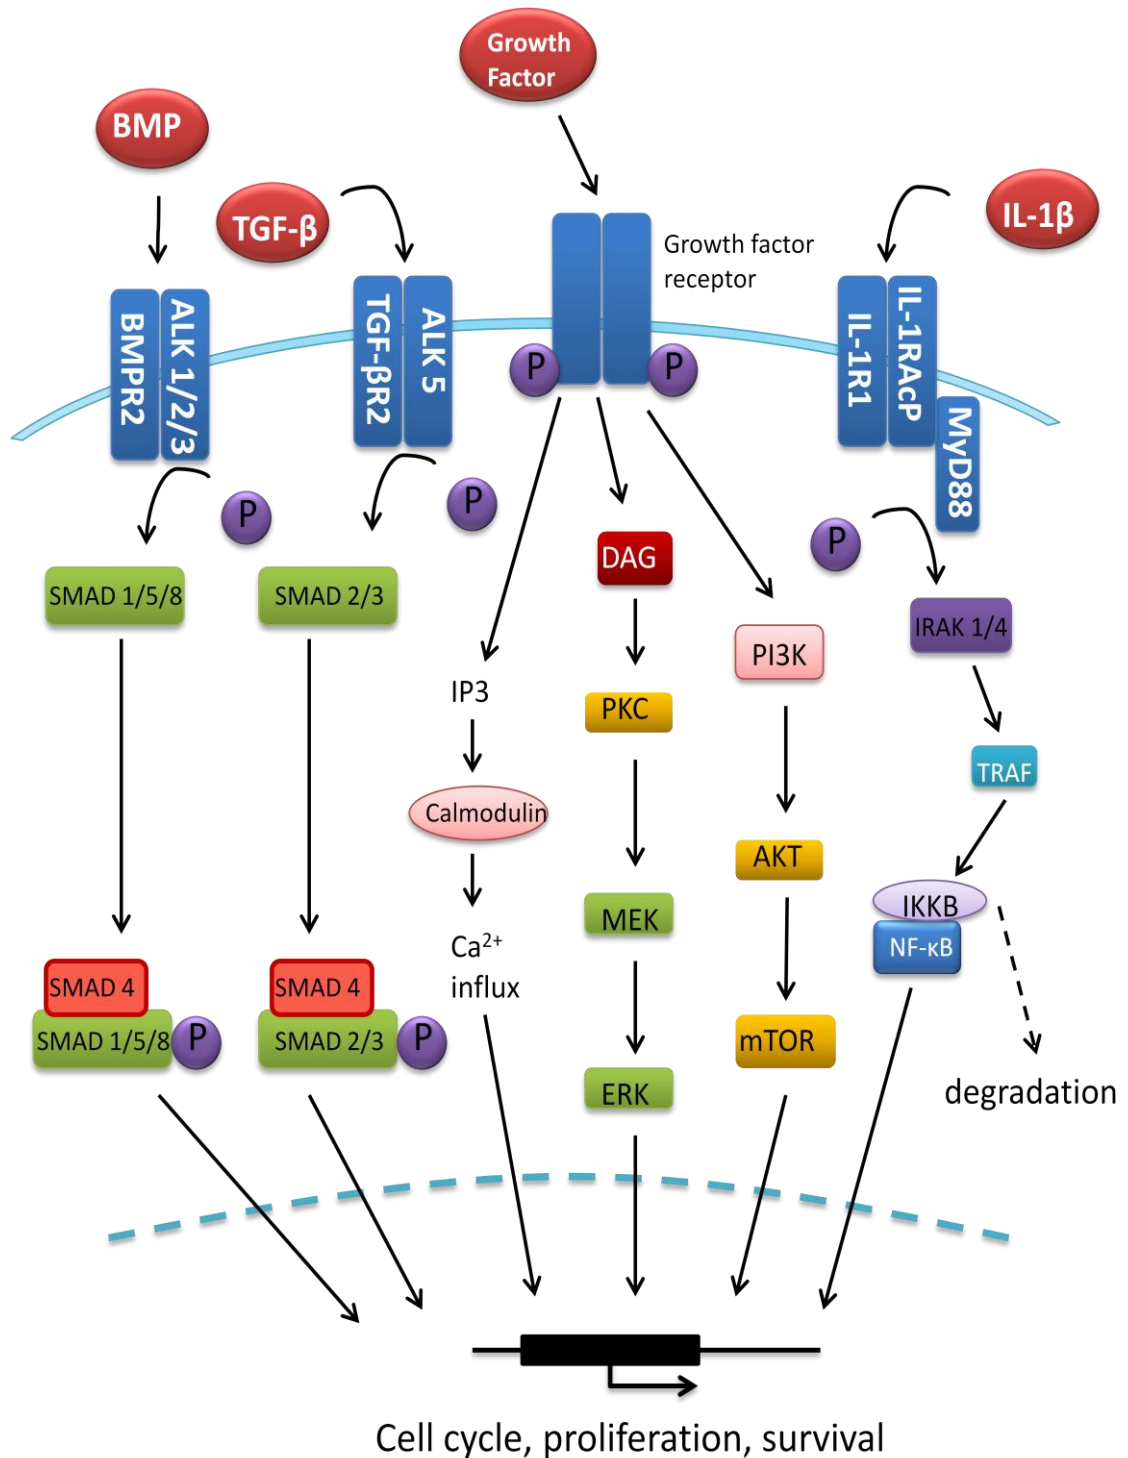 Growth
Factor
BMP
TGF-β
IL-1β
Growth factor
receptor
BMPR2
ALK 1/2/3
TGF-βR2
ALK 5
IL-1R1
IL-1RAcP
MyD88
P
P
P
P
P
SMAD 1/5/8
SMAD 2/3
DAG
IRAK 1/4
PI3K
IP3
PKC
TRAF
Calmodulin
AKT
MEK
IKKB
NF-κB
Ca²⁺
influx
SMAD 4
SMAD 1/5/8
P
SMAD 4
SMAD 2/3
P
mTOR
ERK
degradation
Cell cycle, proliferation, survival